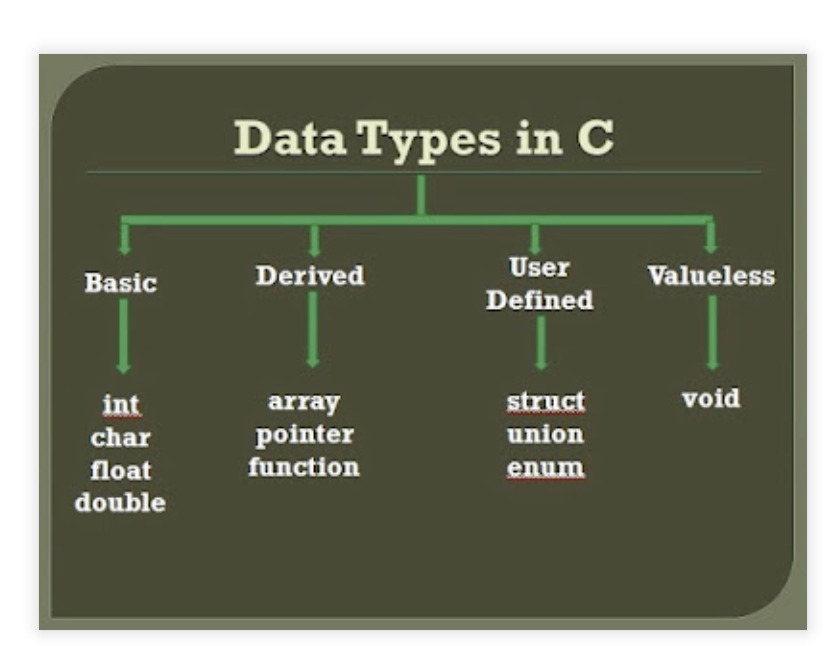 Data Types in C
Basic
Derived
User
Defined
Valueless
int
char
float
double
array
pointer
function
struct
union
enum
void